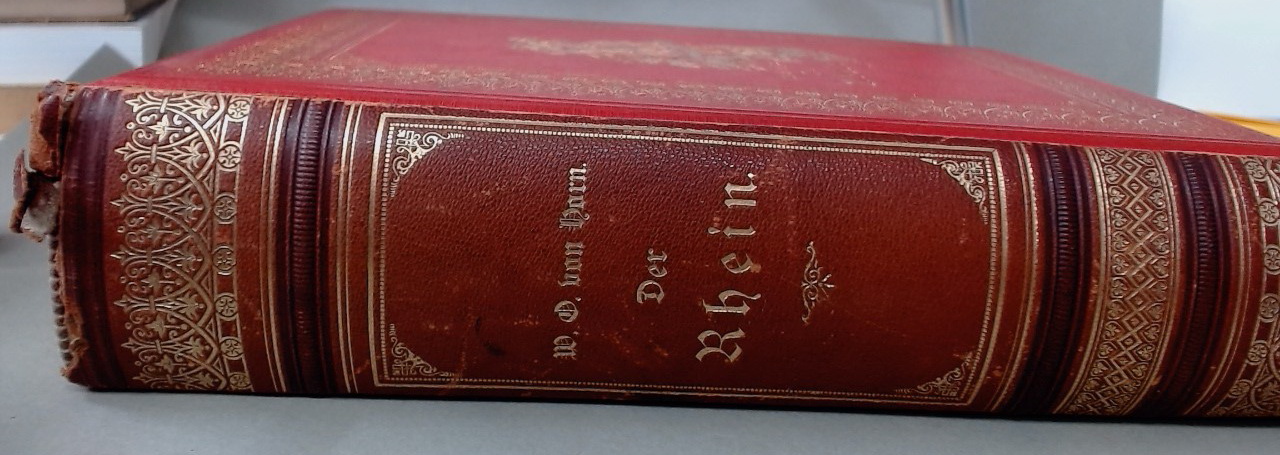 W. O. von Horn.
Der
Rhein.